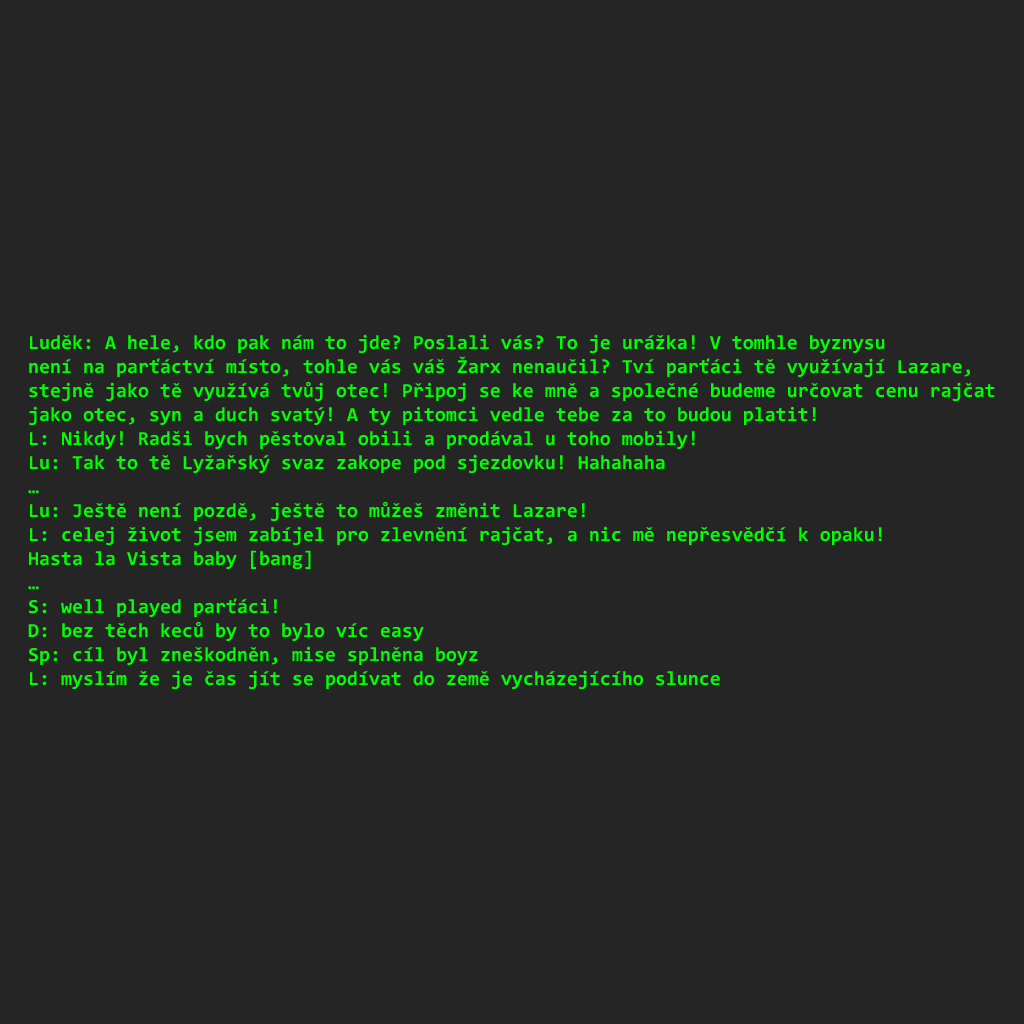 Luděk: A hele, kdo pak nám to jde? Poslali vás? To je urážka! V tomhle byznysu
není na parťáctví místo, tohle vás váš Žarx nenaučil? Tví parťáci tě využívají Lazare,
stejně jako tě využívá tvůj otec! Připoj se ke mně a společné budeme určovat cenu rajčat
jako otec, syn a duch svatý! A ty pitomci vedle tebe za to budou platit!
L: Nikdy! Radši bych pěstoval obili a prodával u toho mobily!
Lu: Tak to tě Lyžařský svaz zakope pod sjezdovku! Hahahaha
…
Lu: Ještě není pozdě, ještě to můžeš změnit Lazare!
L: celej život jsem zabíjel pro zlevnění rajčat, a nic mě nepřesvědčí k opaku!
Hasta la Vista baby [bang]
…
S: well played parťáci!
D: bez těch keců by to bylo víc easy
Sp: cíl byl zneškodněn, mise splněna boyz
L: myslím že je čas jít se podívat do země vycházejícího slunce